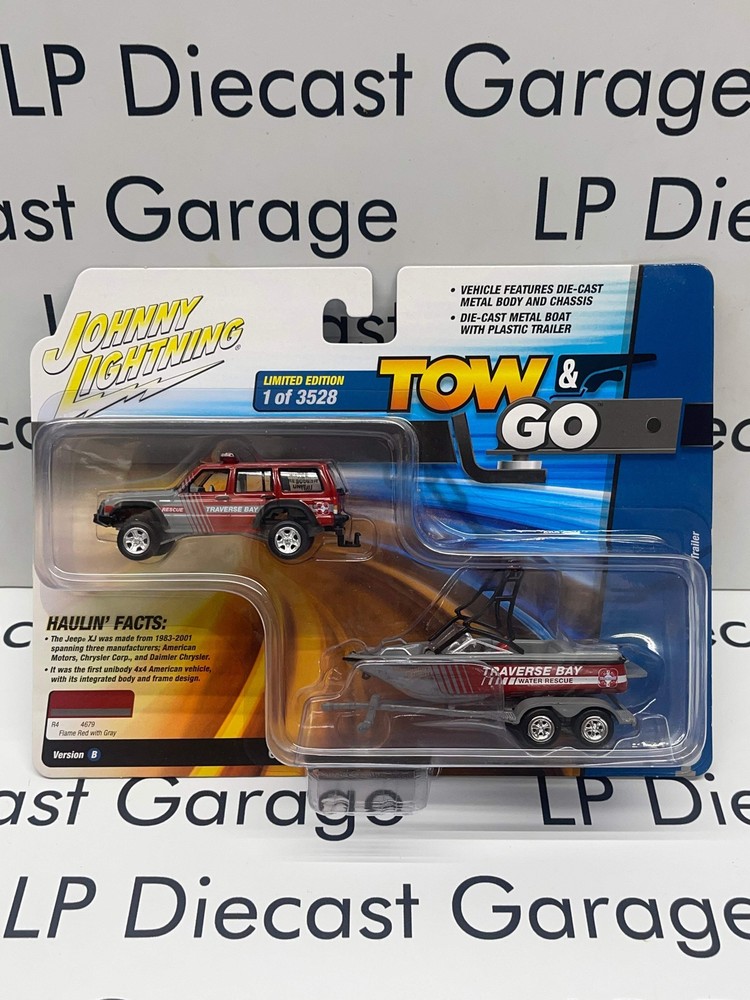 LP Diecast Garage
ast Garage LP Die
cast
JOHNNY
LIGHTNING
• VEHICLE FEATURES DIE-CAST
METAL BODY AND CHASSIS
• DIE-CAST METAL BOAT
WITH PLASTIC TRAILER
LIMITED EDITION
1 of 3528
TOW &
GO
RESCUE TRAVERSE BAY
Trailer
HAULIN' FACTS:
• The Jeep® XJ was made from 1983-2001
spanning three manufacturers; American
Motors, Chrysler Corp., and Daimler Chrysler.
• It was the first unibody 4x4 American vehicle,
with its integrated body and frame design.
TRAVERSE BAY
WATER RESCUE
R4 4679
Flame Red with Gray
Version B
ast Garage LP Die
LP Diecast Garage